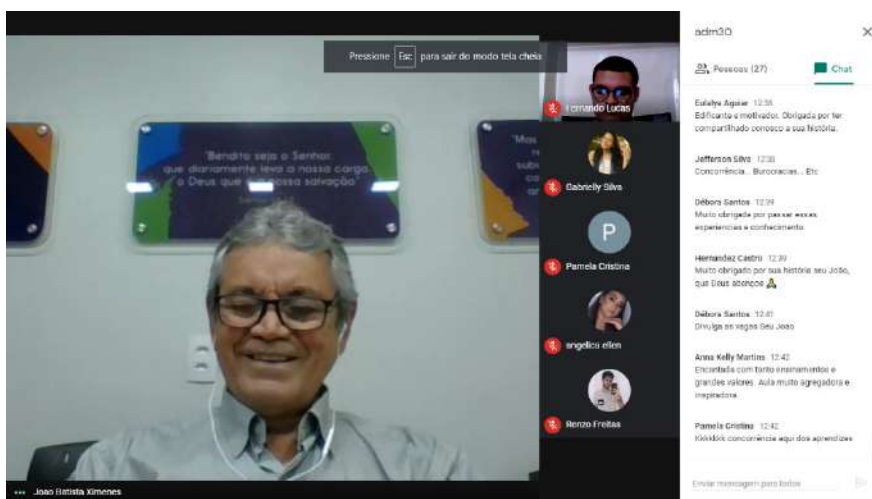 Pressione Esc para sair do modo tela cheia
"Bendito seja o Senhor,
que diariamente leva a nossa carga,
o Deus que é a nossa salvação"
"Mas
Fernando Lucas
Gabrielly Silva
P
Pamela Cristina
angelica ellen
Renzo Freitas
Joao Batista Ximenes
adm30
Pessoas (27)
Chat
Eulalya Aguiar 12:38
Edificante e motivador. Obrigada por ter
compartilhado conosco a sua história.
Jefferson Silva 12:38
Concorrência... Burocracias... Etc
Débora Santos 12:39
Muito obrigada por passar essas
experiencias e conhecimento
Hernandez Castro 12:39
Muito obrigado por sua história seu João,
que Deus abençoe 🙏
Débora Santos 12:41
Divulga as vagas Seu Joao
Anna Kelly Martins 12:42
Encantada com tanto ensinamentos e
grandes valores. Aula muito agregadora e
inspiradora.
Pamela Cristina 12:42
Kkkkkkk concorrência aqui dos aprendizes
Enviar mensagem para todos